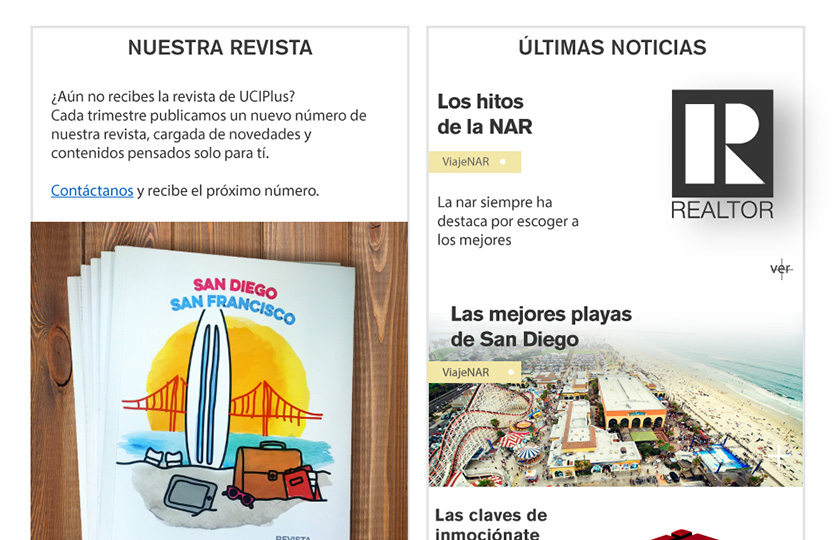 NUESTRA REVISTA
¿Aún no recibes la revista de UCIPlus?
Cada trimestre publicamos un nuevo número de
nuestra revista, cargada de novedades y
contenidos pensados solo para tí.
Contáctanos y recibe el próximo número.
SAN DIEGO
SAN FRANCISCO
REVISTA
ÚLTIMAS NOTICIAS
Los hitos
de la NAR
ViajeNAR
La nar siempre ha
destaca por escoger a
los mejores
R
REALTOR
ver
Las mejores playas
de San Diego
ViajeNAR
Las claves de
inmociónate